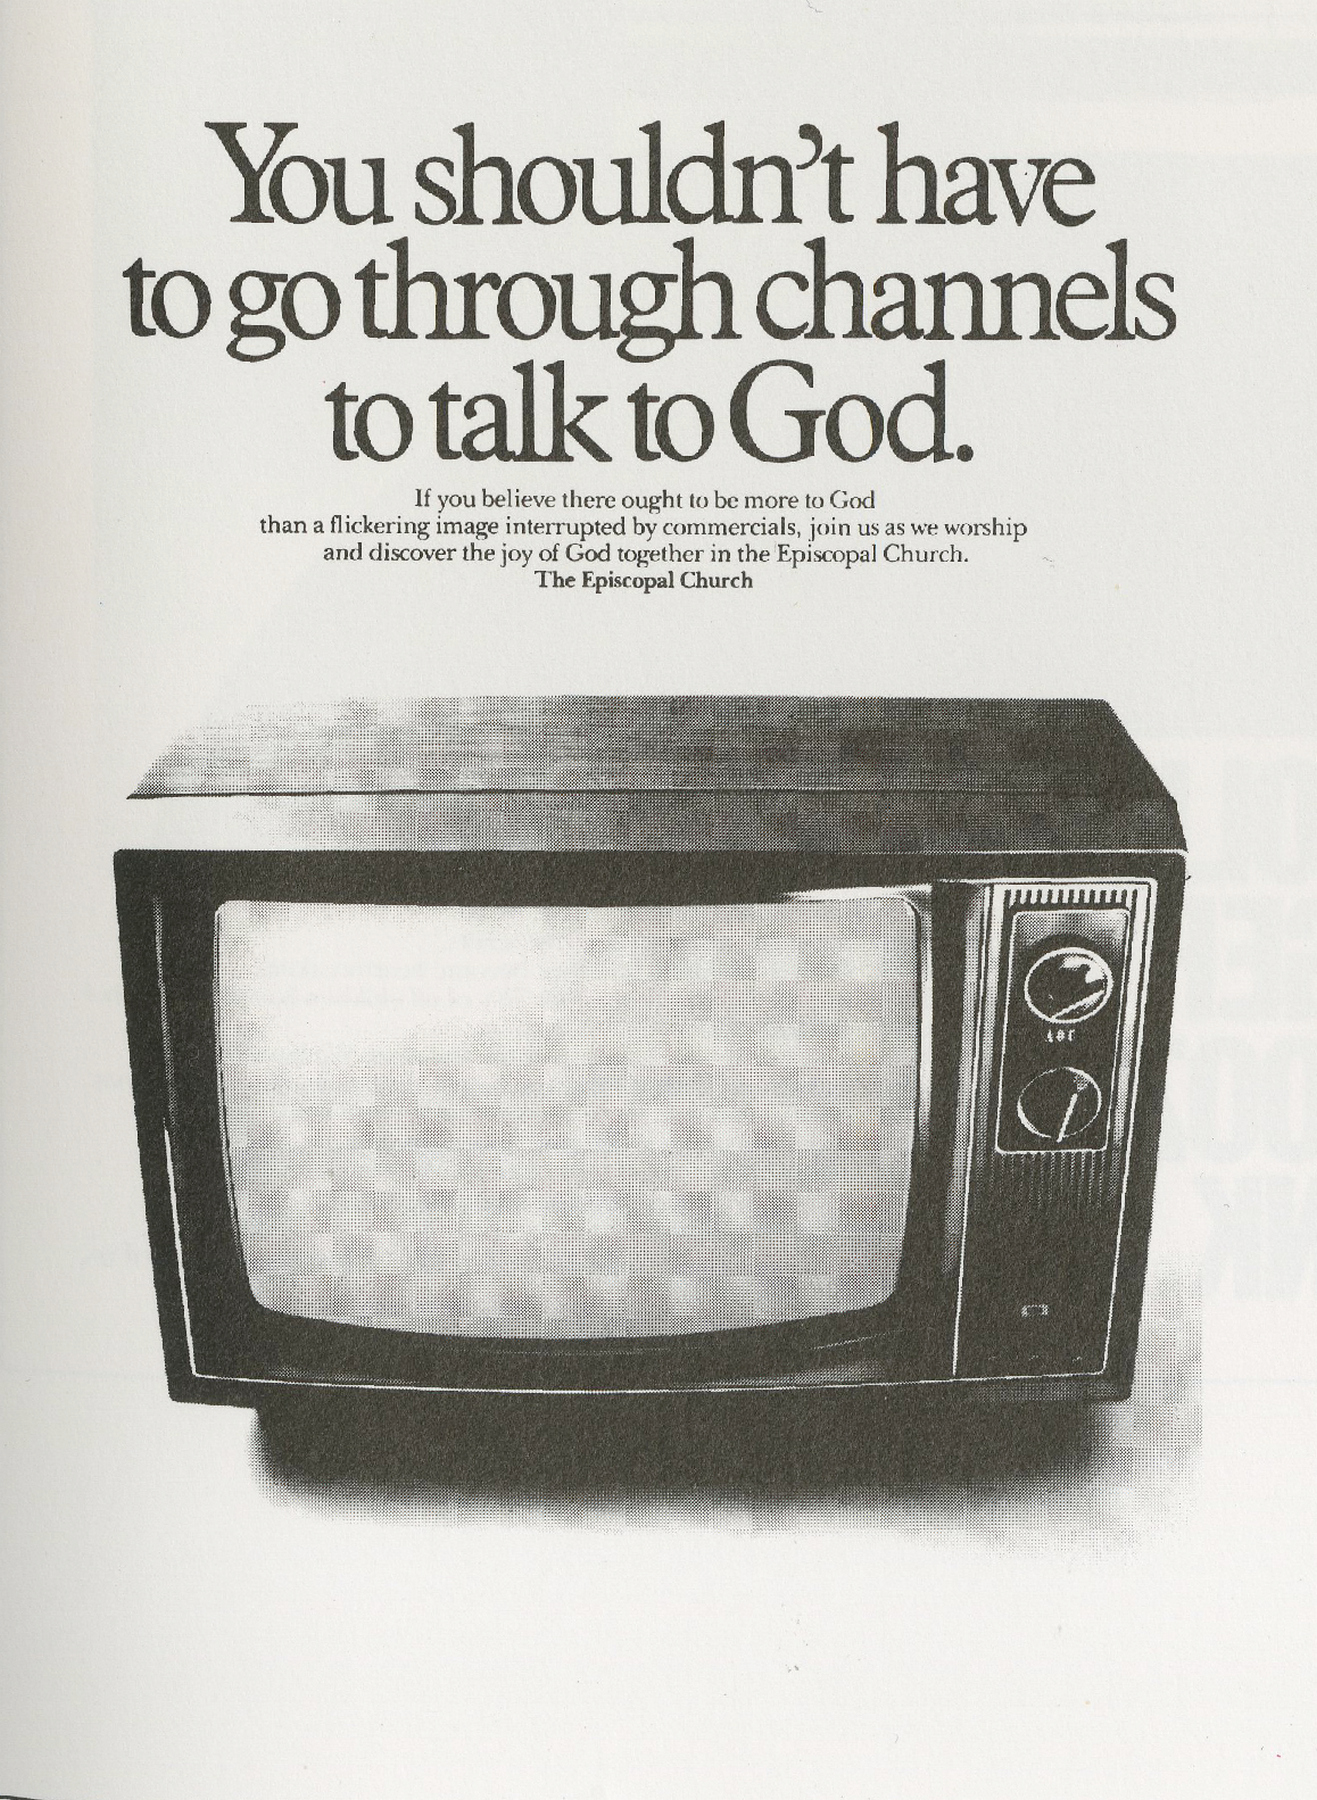 You shouldn't have
to go through channels
to talk to God.
If you believe there ought to be more to God
than a flickering image interrupted by commercials, join us as we worship
and discover the joy of God together in the Episcopal Church.
The Episcopal Church